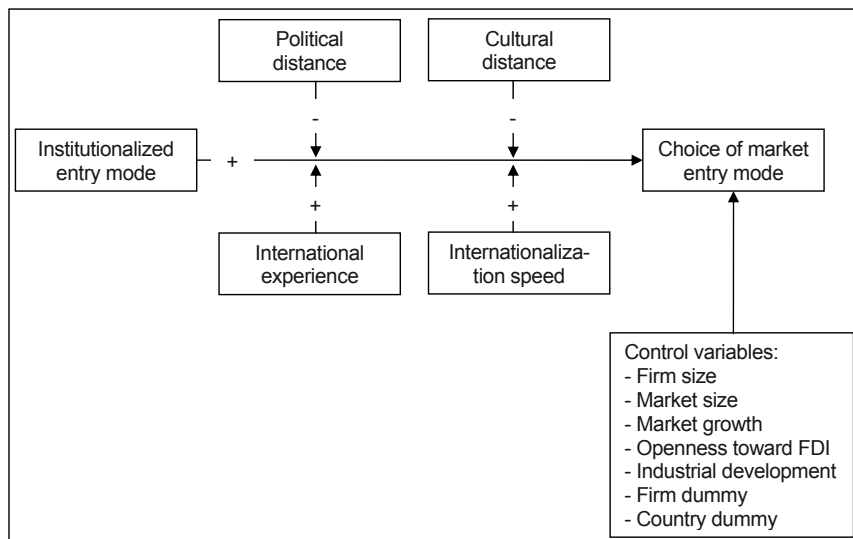 Political
distance
Cultural
distance
-
-
Institutionalized
entry mode
+
Choice of market
entry mode
+
+
International
experience
Internationaliza-
tion speed
Control variables:
- Firm size
- Market size
- Market growth
- Openness toward FDI
- Industrial development
- Firm dummy
- Country dummy